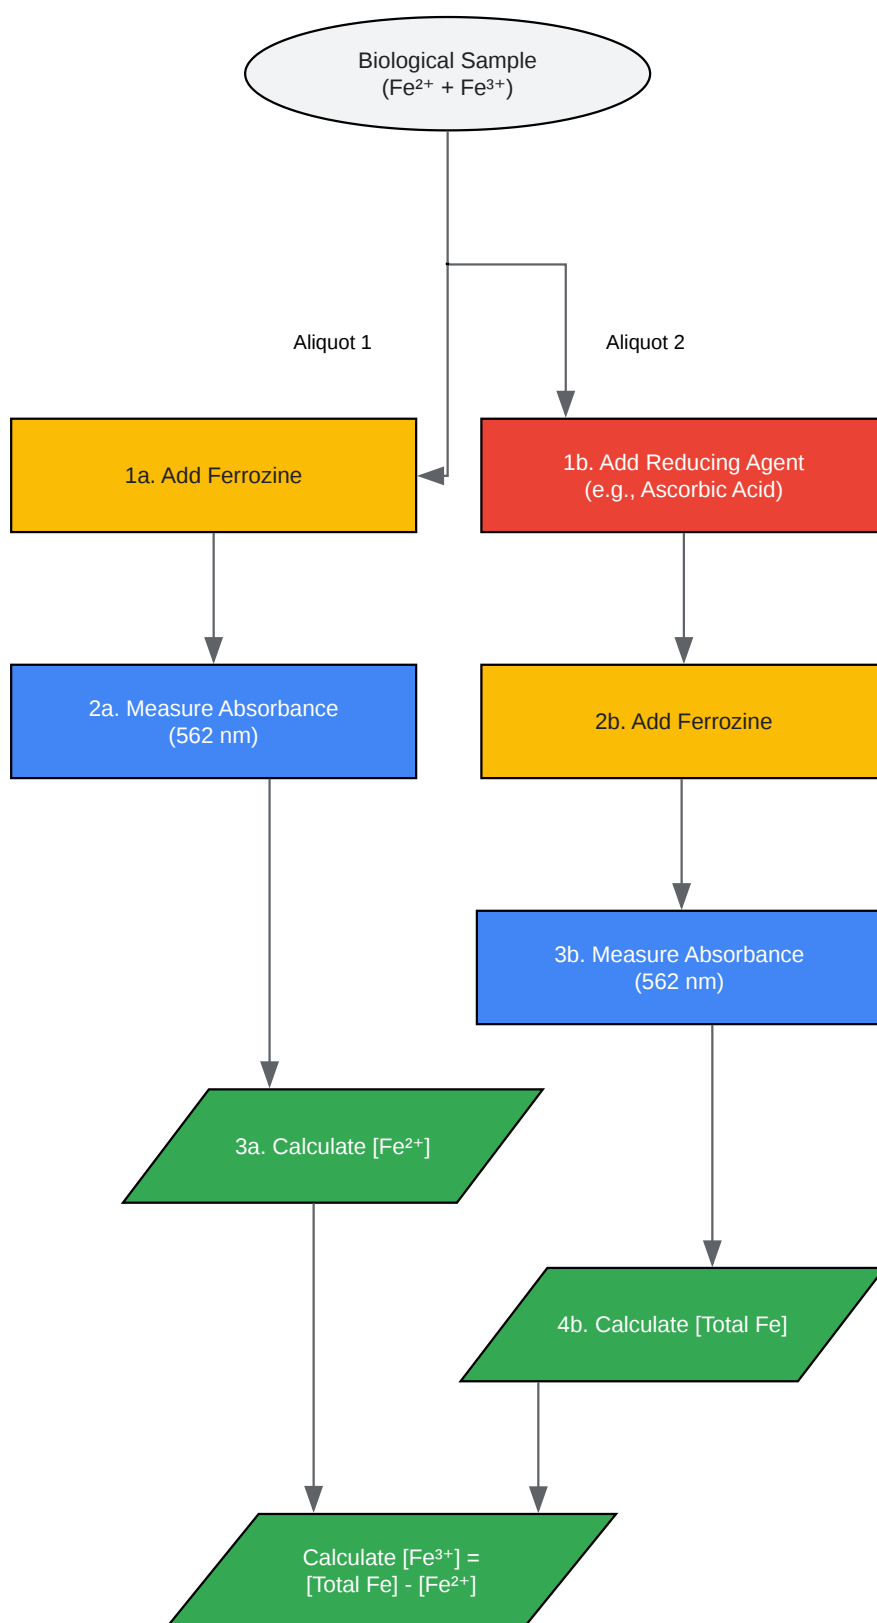 Biological Sample
(Fe²⁺ + Fe³⁺)
Aliquot 1
Aliquot 2
1a. Add Ferrozine
1b. Add Reducing Agent
(e.g., Ascorbic Acid)
2a. Measure Absorbance
(562 nm)
2b. Add Ferrozine
3b. Measure Absorbance
(562 nm)
3a. Calculate [Fe²⁺]
4b. Calculate [Total Fe]
Calculate [Fe³⁺] =
[Total Fe] - [Fe²⁺]